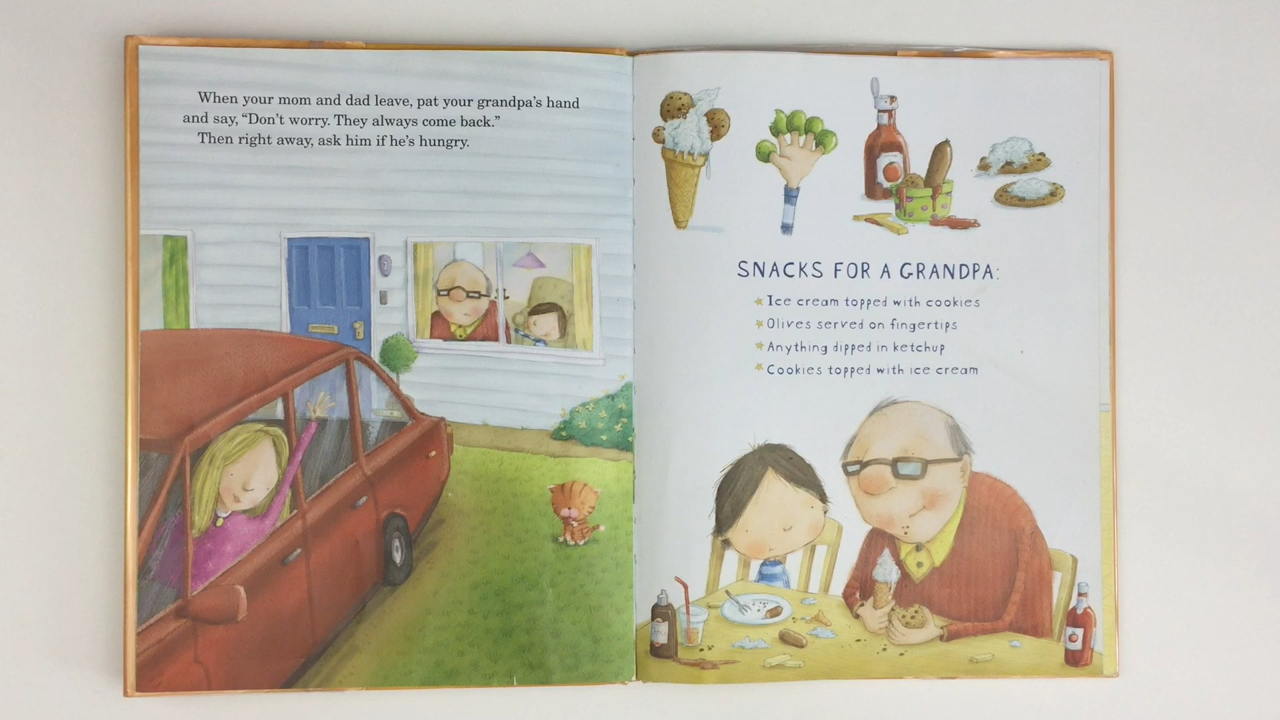 When your mom and dad leave, pat your grandpa's hand
and say, "Don't worry. They always come back."
Then right away, ask him if he's hungry.
SNACKS FOR A GRANDPA:
Ice cream topped with cookies
Olives served on fingertips
Anything dipped in ketchup
Cookies topped with ice cream